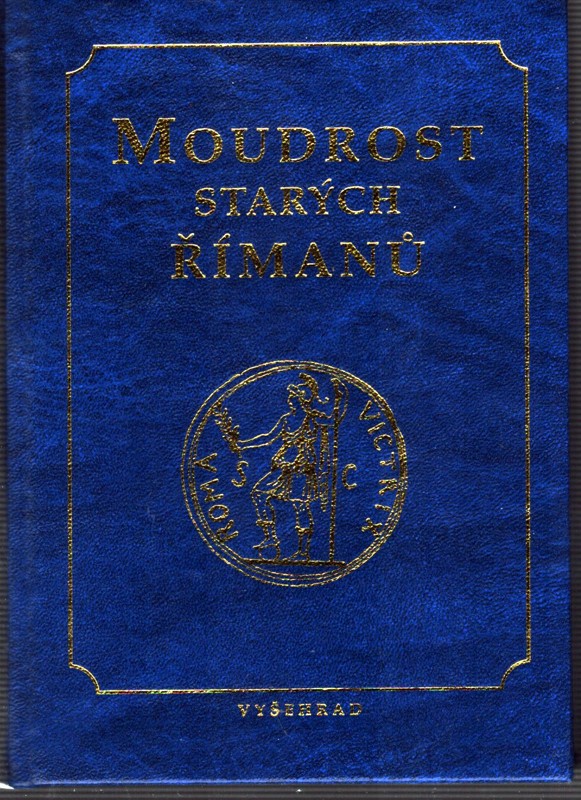 MOUDROST
STARÝCH
ŘÍMANŮ
ROMA VICTRIX
S C
VYŠEHRAD